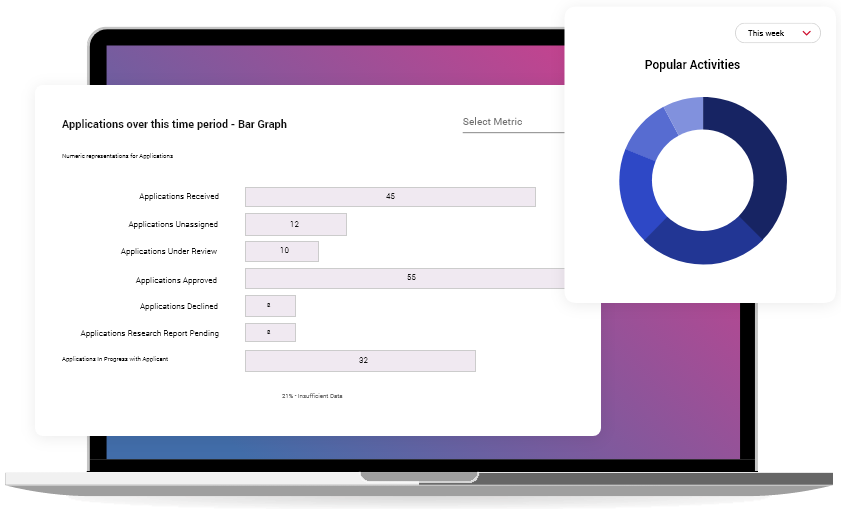 This week
Popular Activities
Applications over this time period - Bar Graph
Select Metric
Numeric representations for Applications
Applications Received 45
Applications Unassigned 12
Applications Under Review 10
Applications Approved 55
Applications Declined 8
Applications Research Report Pending 8
Applications In Progress with Applicant 32
21% - Insufficient Data